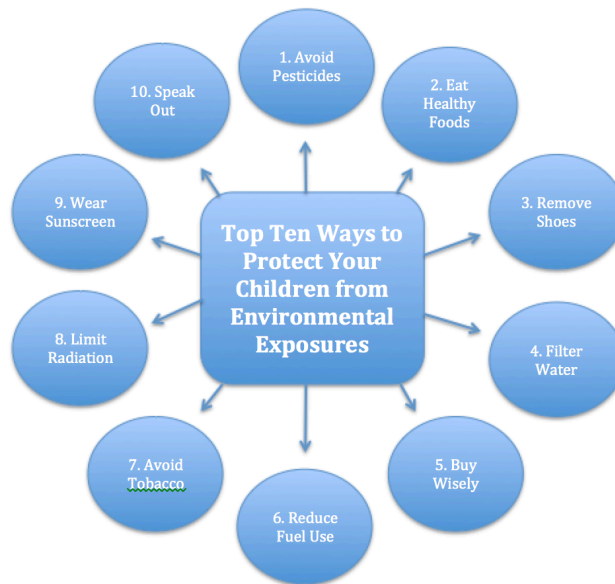 Top Ten Ways to
Protect Your
Children from
Environmental
Exposures
1. Avoid
Pesticides
2. Eat
Healthy
Foods
3. Remove
Shoes
4. Filter
Water
5. Buy
Wisely
6. Reduce
Fuel Use
7. Avoid
Tobacco
8. Limit
Radiation
9. Wear
Sunscreen
10. Speak
Out